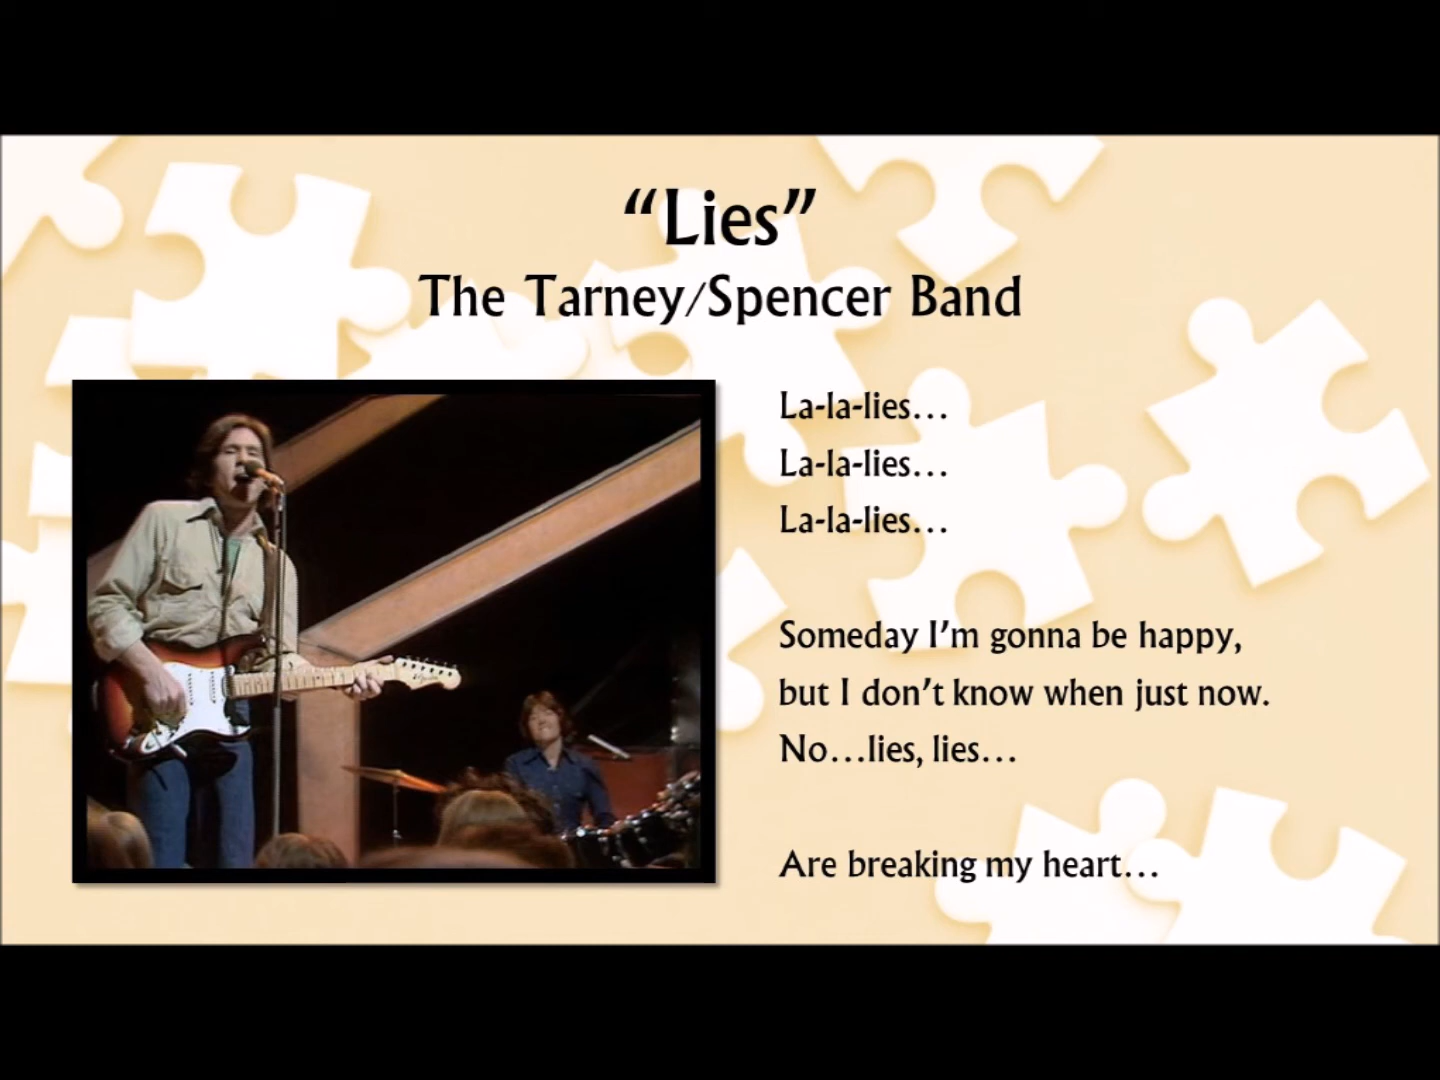 “Lies”
The Tarney/Spencer Band
La-la-lies…
La-la-lies…
La-la-lies…
Someday I’m gonna be happy,
but I don’t know when just now.
No…lies, lies…
Are breaking my heart…